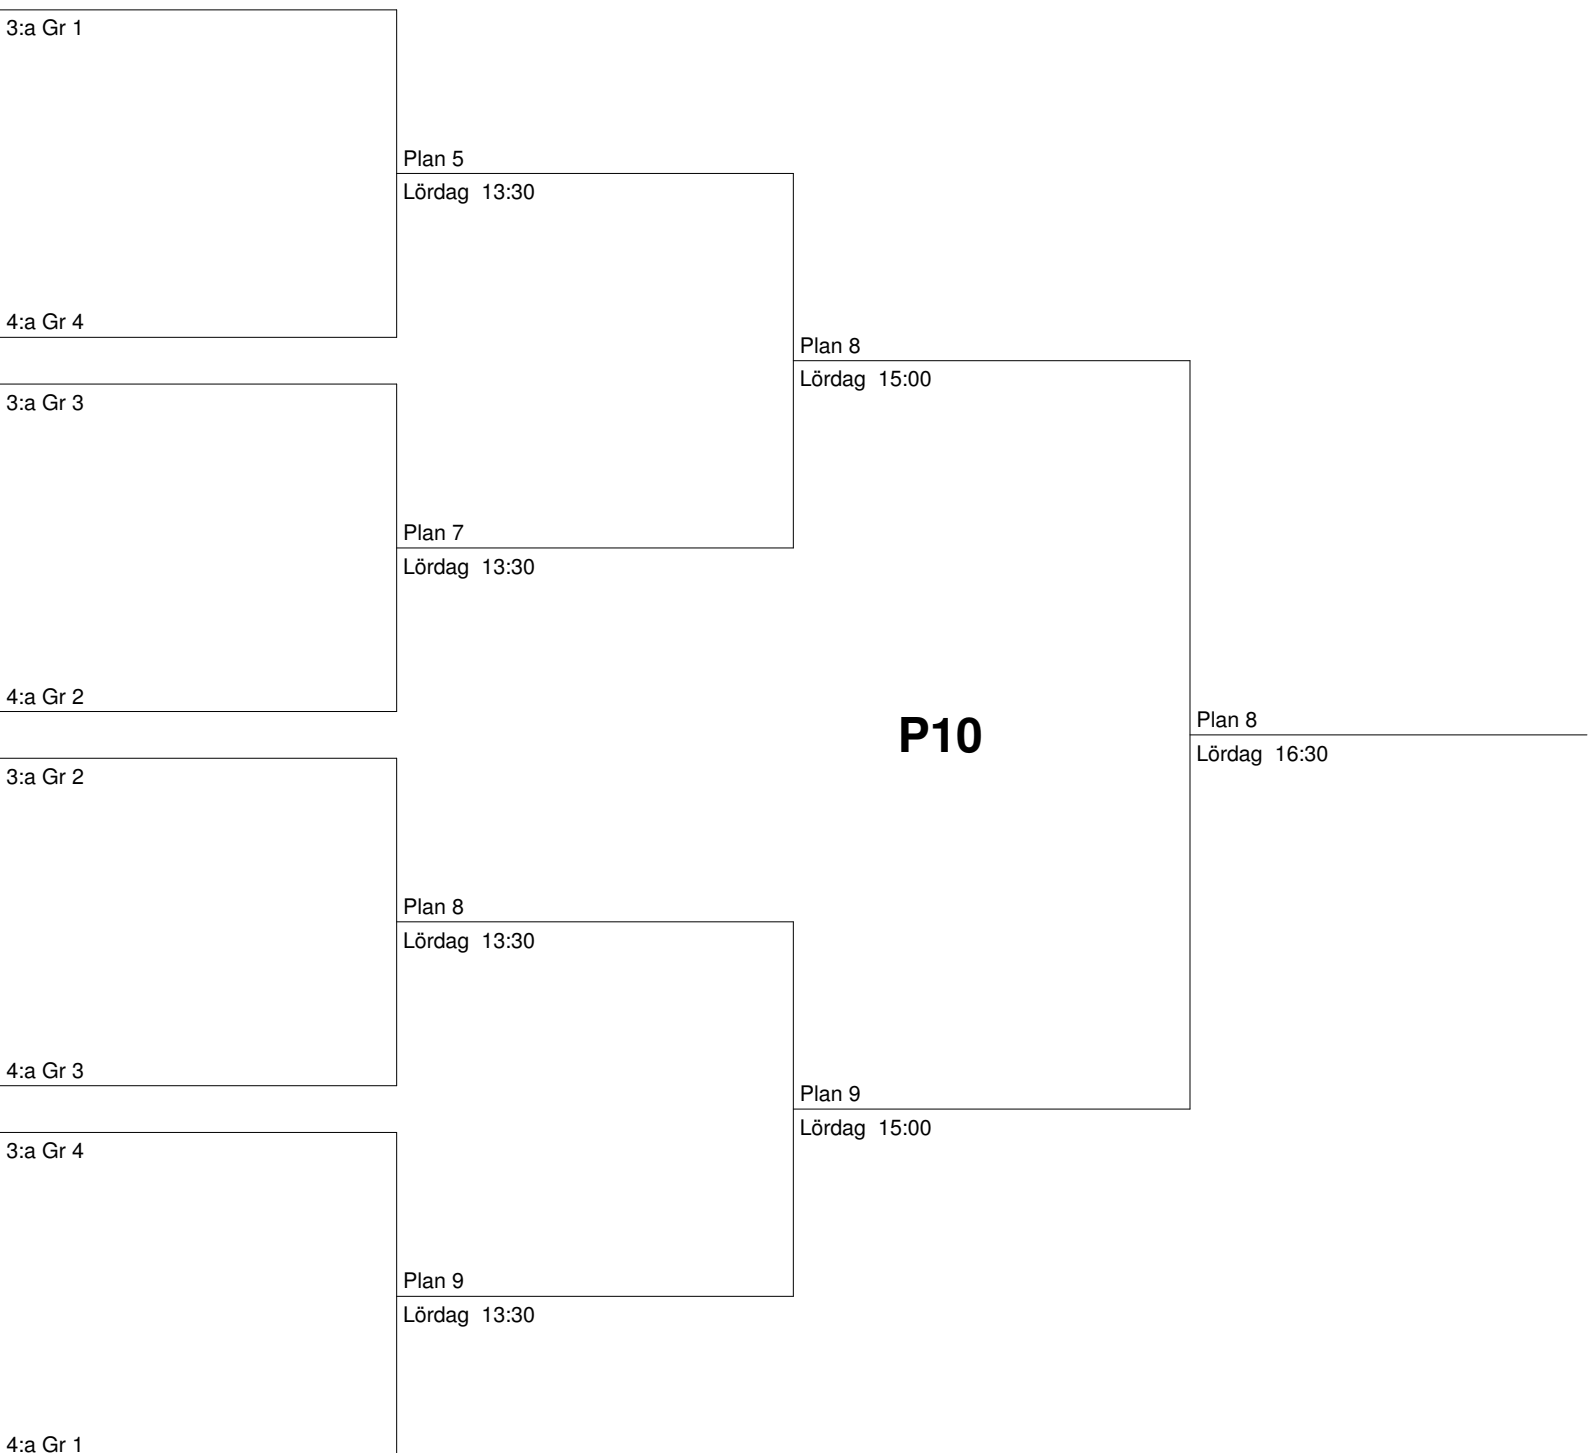 3:a Gr 1
Plan 5
Lördag 13:30
4:a Gr 4
Plan 8
Lördag 15:00
3:a Gr 3
Plan 7
Lördag 13:30
4:a Gr 2
P10
Plan 8
Lördag 16:30
3:a Gr 2
Plan 8
Lördag 13:30
4:a Gr 3
Plan 9
Lördag 15:00
3:a Gr 4
Plan 9
Lördag 13:30
4:a Gr 1